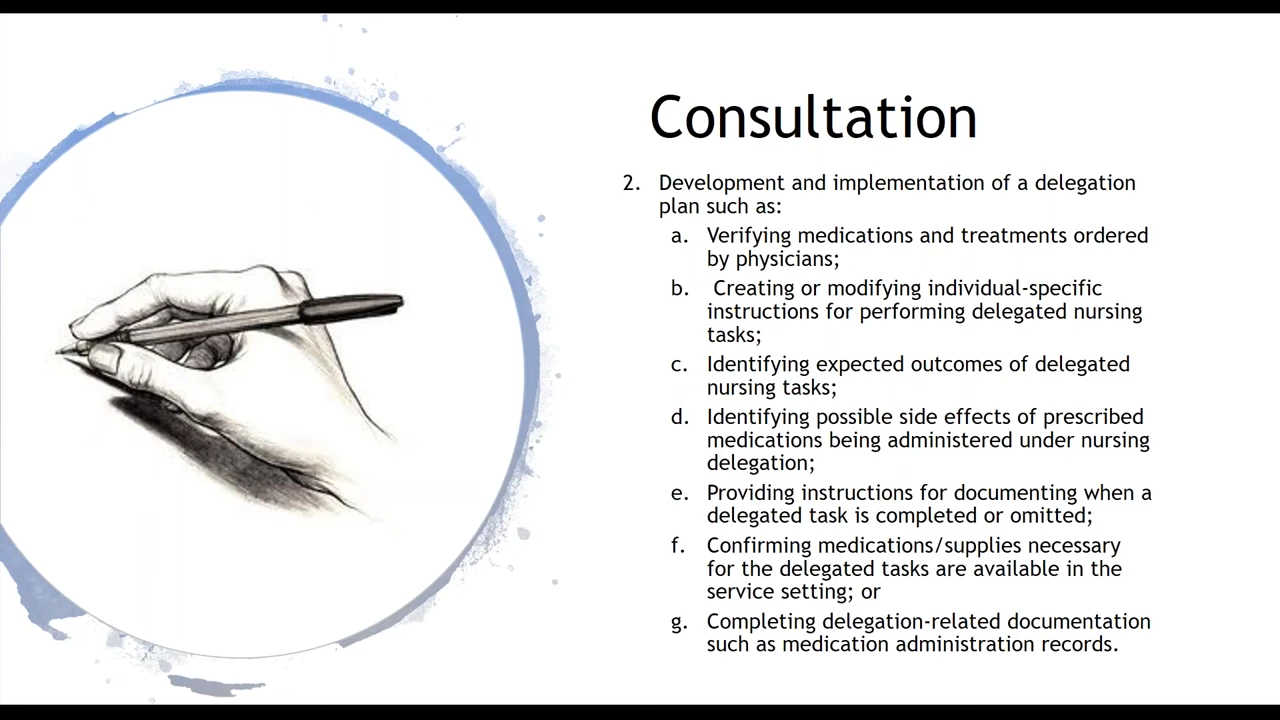 Consultation
2. Development and implementation of a delegation
plan such as:
a. Verifying medications and treatments ordered
by physicians;
b. Creating or modifying individual-specific
instructions for performing delegated nursing
tasks;
c. Identifying expected outcomes of delegated
nursing tasks;
d. Identifying possible side effects of prescribed
medications being administered under nursing
delegation;
e. Providing instructions for documenting when a
delegated task is completed or omitted;
f. Confirming medications/supplies necessary
for the delegated tasks are available in the
service setting; or
g. Completing delegation-related documentation
such as medication administration records.